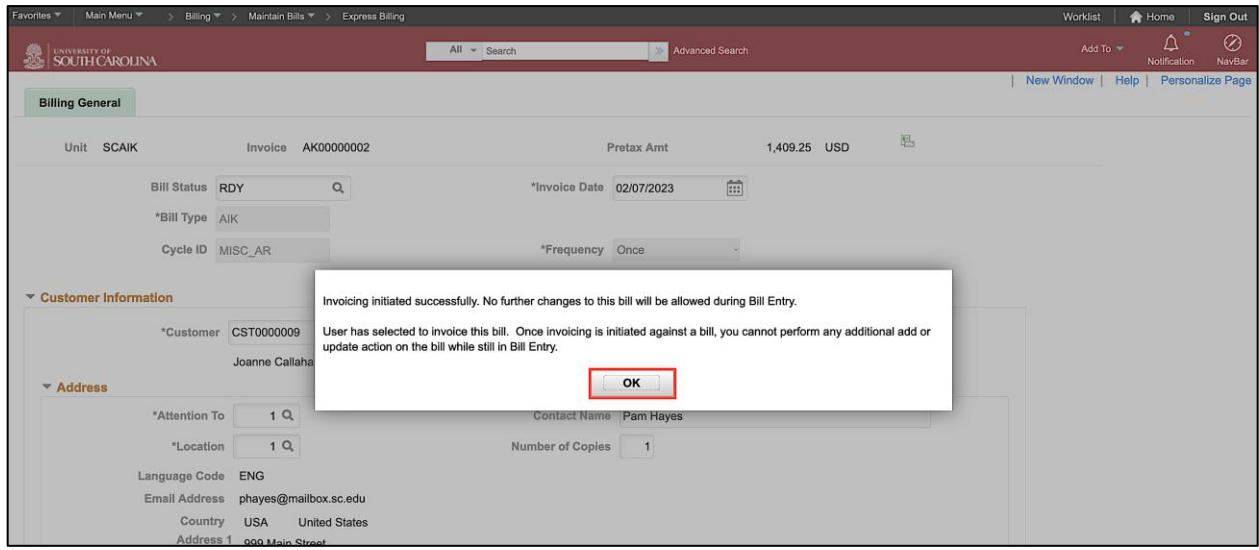 Favorites Main Menu > Billing > Maintain Bills > Express Billing Worklist Home Sign Out
UNIVERSITY OF
SOUTH CAROLINA
All Search Advanced Search Add To Notification NavBar
New Window | Help | Personalize Page
Billing General
Unit SCAIK Invoice AK00000002 Pretax Amt 1,409.25 USD
Bill Status RDY *Invoice Date 02/07/2023
*Bill Type AIK
Cycle ID MISC_AR *Frequency Once
Customer Information
Invoicing initiated successfully. No further changes to this bill will be allowed during Bill Entry.
*Customer CST0000009
User has selected to invoice this bill. Once invoicing is initiated against a bill, you cannot perform any additional add or
update action on the bill while still in Bill Entry.
Joanne Callaha
OK
Address
*Attention To 1 Contact Name Pam Hayes
*Location 1 Number of Copies 1
Language Code ENG
Email Address phayes@mailbox.sc.edu
Country USA United States
Address 1 999 Main Street